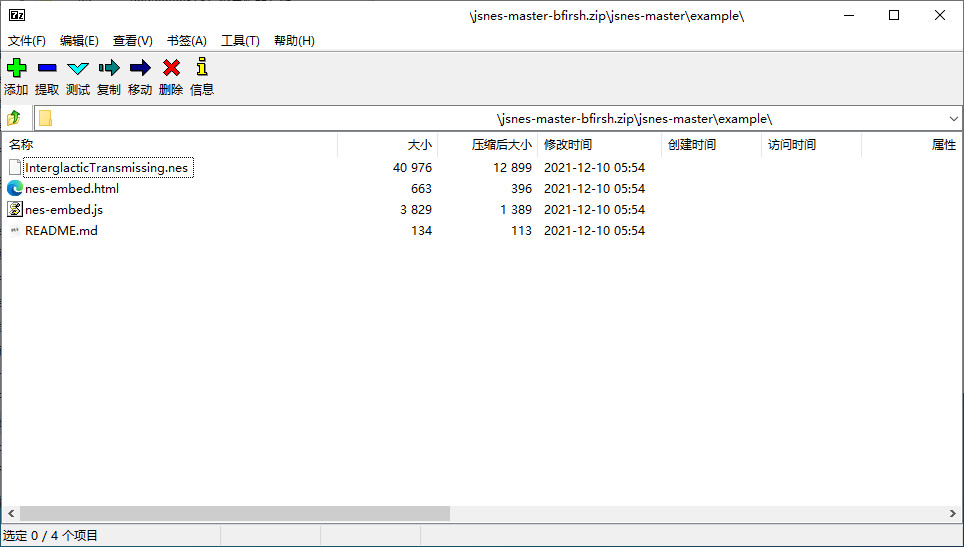 7z
\jsnes-master-bfirsh.zip\jsnes-master\example\
文件(F) 编辑(E) 查看(V) 书签(A) 工具(T) 帮助(H)
添加 提取 测试 复制 移动 删除 信息
\jsnes-master-bfirsh.zip\jsnes-master\example\
名称 大小 压缩后大小 修改时间 创建时间 访问时间 属性
InterglacticTransmissing.nes 40 976 12 899 2021-12-10 05:54
nes-embed.html 663 396 2021-12-10 05:54
nes-embed.js 3 829 1 389 2021-12-10 05:54
README.md 134 113 2021-12-10 05:54
选定 0 / 4 个项目